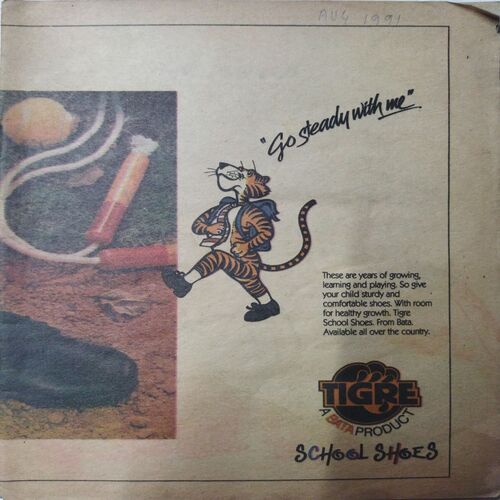 AUG 1991
"Go steady with me"
These are years of growing,
learning and playing. So give
your child sturdy and
comfortable shoes. With room
for healthy growth. Tigre
School Shoes. From Bata.
Available all over the country.
TIGRE
A BATA PRODUCT
SCHOOL SHOES